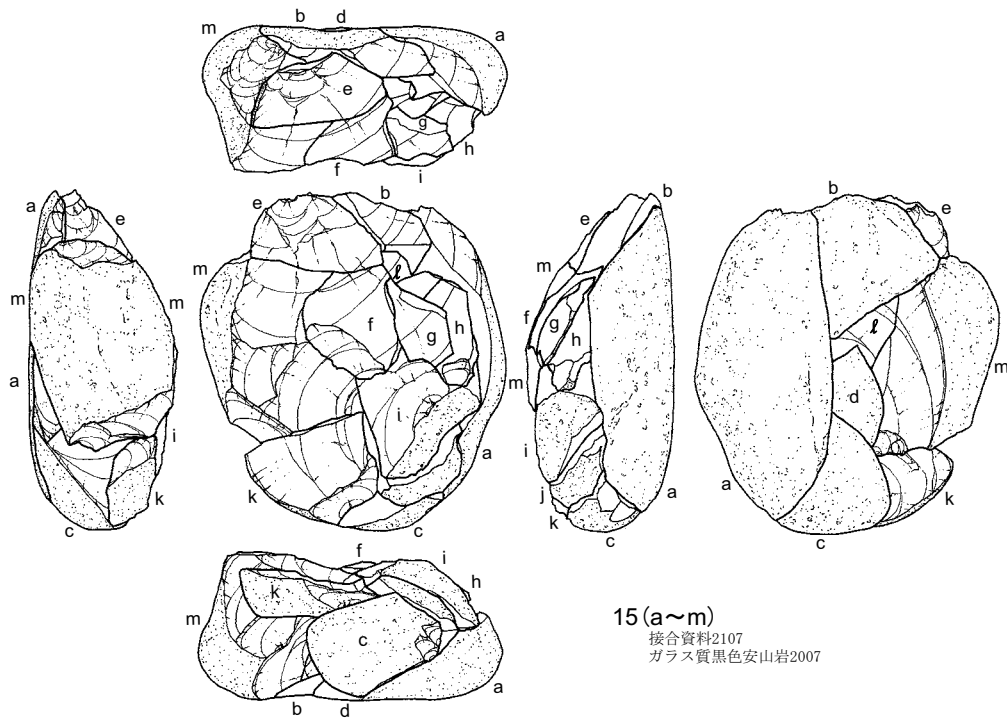 b d
m a
e
g
h
f i
a b b
e e e e
m m
f ℓ g h
m m
f g h ℓ m
a i d
i i a
k j a a k
c c k c c
f i
k h
m c
a
b d
15(a〜m)
接合資料2107
ガラス質黒色安山岩2007